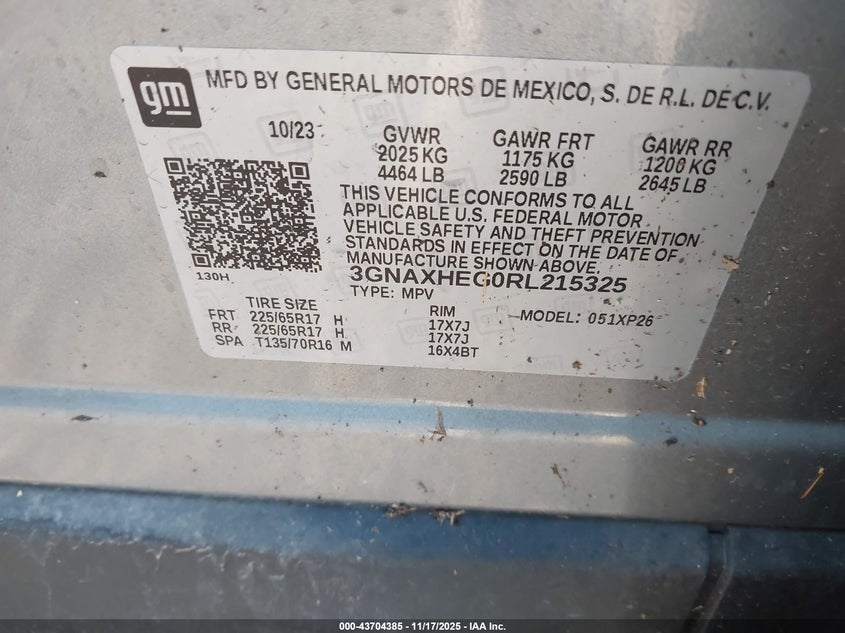 gm
MFD BY GENERAL MOTORS DE MEXICO, S. DE R.L. DE C.V.
10/23 GVWR GAWR FRT GAWR RR
2025 KG 1175 KG 1200 KG
4464 LB 2590 LB 2645 LB
THIS VEHICLE CONFORMS TO ALL
APPLICABLE U.S. FEDERAL MOTOR
VEHICLE SAFETY AND THEFT PREVENTION
STANDARDS IN EFFECT ON THE DATE OF
MANUFACTURE SHOWN ABOVE.
130H
3GNAXHEG0RL215325
TYPE: MPV
TIRE SIZE RIM MODEL: 051XP26
FRT 225/65R17 H 17X7J
RR 225/65R17 H 17X7J
SPA T135/70R16 M 16X4BT
000-43704385 - 11/17/2025 - IAA Inc.